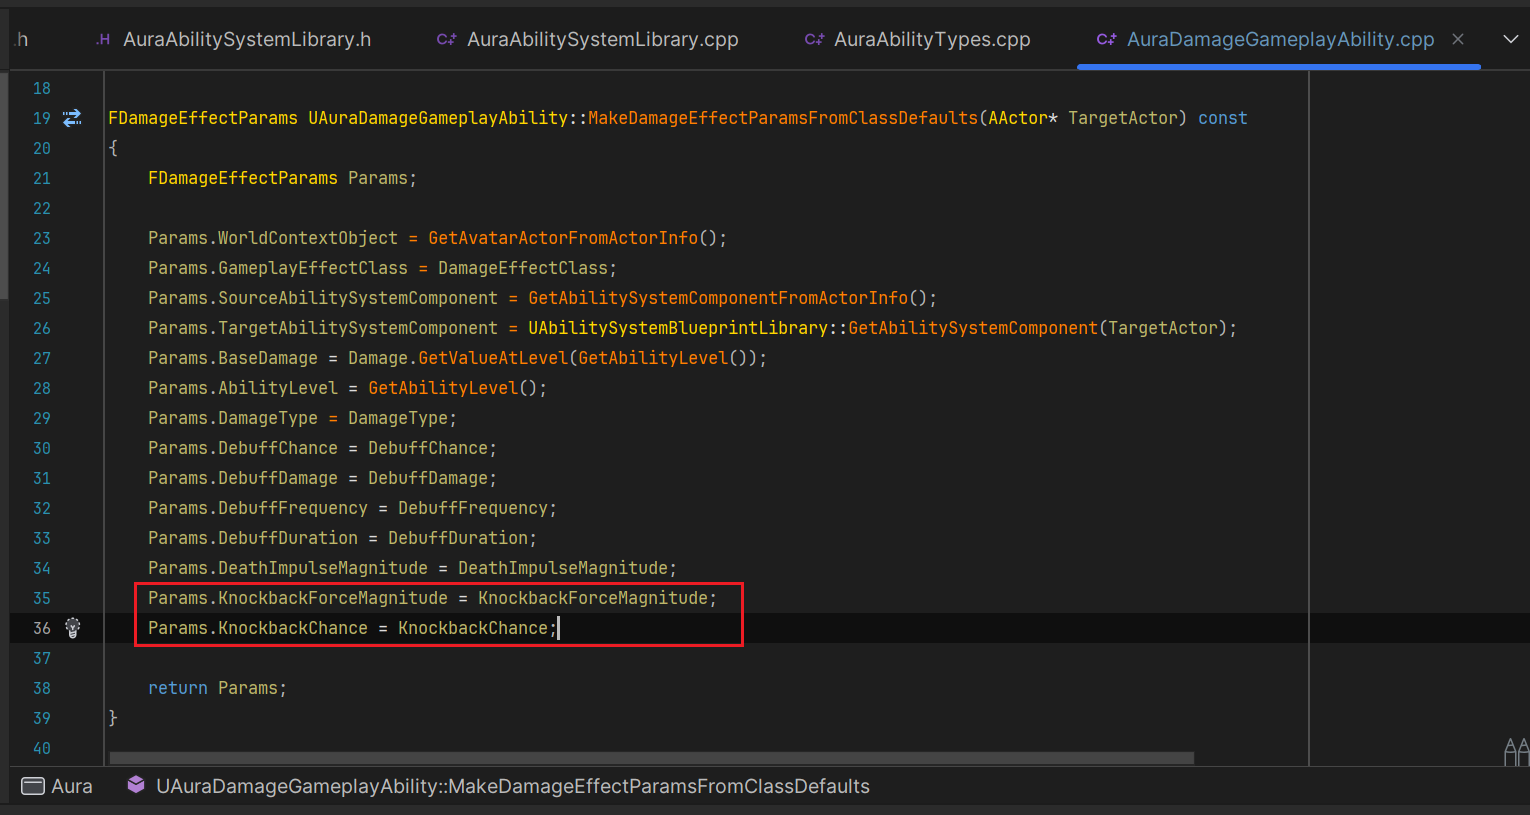 .h
.H AuraAbilitySystemLibrary.h
C++ AuraAbilitySystemLibrary.cpp
C++ AuraAbilityTypes.cpp
C++ AuraDamageGameplayAbility.cpp
18
19 FDamageEffectParams UAuraDamageGameplayAbility::MakeDamageEffectParamsFromClassDefaults(AActor* TargetActor) const
20 {
21 FDamageEffectParams Params;
22
23 Params.WorldContextObject = GetAvatarActorFromActorInfo();
24 Params.GameplayEffectClass = DamageEffectClass;
25 Params.SourceAbilitySystemComponent = GetAbilitySystemComponentFromActorInfo();
26 Params.TargetAbilitySystemComponent = UAbilitySystemBlueprintLibrary::GetAbilitySystemComponent(TargetActor);
27 Params.BaseDamage = Damage.GetValueAtLevel(GetAbilityLevel());
28 Params.AbilityLevel = GetAbilityLevel();
29 Params.DamageType = DamageType;
30 Params.DebuffChance = DebuffChance;
31 Params.DebuffDamage = DebuffDamage;
32 Params.DebuffFrequency = DebuffFrequency;
33 Params.DebuffDuration = DebuffDuration;
34 Params.DeathImpulseMagnitude = DeathImpulseMagnitude;
35 Params.KnockbackForceMagnitude = KnockbackForceMagnitude;
36 Params.KnockbackChance = KnockbackChance;
37
38 return Params;
39 }
40
Aura
UAuraDamageGameplayAbility::MakeDamageEffectParamsFromClassDefaults